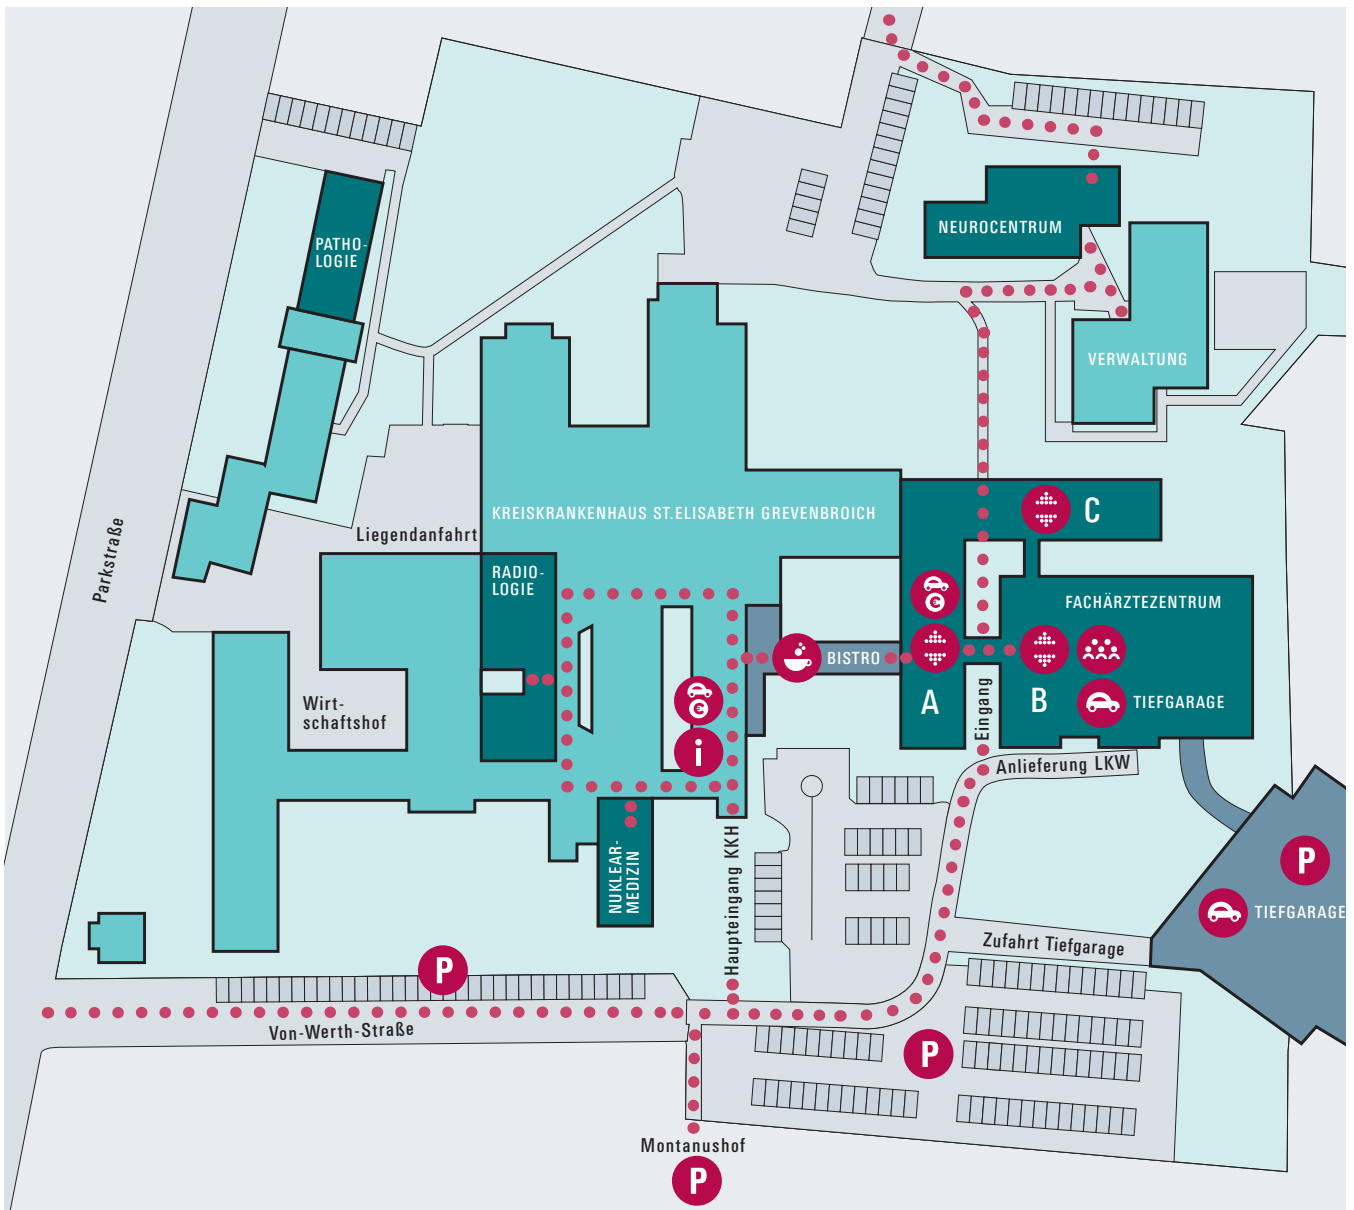 PATHO-
LOGIE
NEUROCENTRUM
VERWALTUNG
KREISKRANKENHAUS ST.ELISABETH GREVENBROICH
C
Liegendanfahrt
Parkstraße
RADIO-
LOGIE
FACHÄRZTEZENTRUM
€
BISTRO
Wirt-
schaftshof
€
i
A
Eingang
B
TIEFGARAGE
Anlieferung LKW
NUKLEAR-
MEDIZIN
Haupteingang KKH
P
TIEFGARAGE
Zufahrt Tiefgarage
P
Von-Werth-Straße
P
Montanushof
P